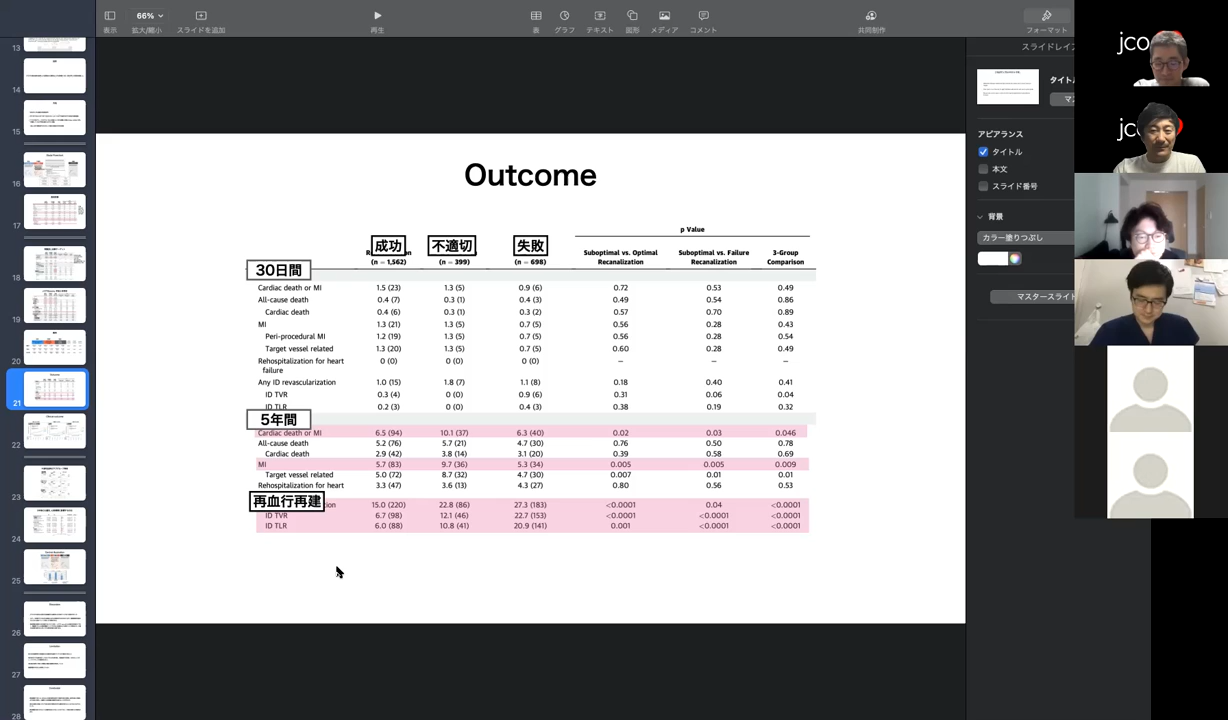 66%
表示
拡大/縮小
スライドを追加
再生
表
グラフ
テキスト
図形
メディア
コメント
共同制作
フォーマット
スライドレイ
タイトル
アピアランス
タイトル
本文
スライド番号
背景
カラー塗りつぶし
マスタースライド
13
14
15
16
17
18
19
20
21
22
23
24
25
26
27
28
Outcome
p Value
成功 不適切 失敗 Suboptimal vs. Optimal Suboptimal vs. Failure 3-Group
(n = 1,562) (n = 399) (n = 698) Recanalization Recanalization Comparison
30日間
Cardiac death or MI 1.5 (23) 1.3 (5) 0.9 (6) 0.72 0.53 0.49
All-cause death 0.4 (7) 0.3 (1) 0.4 (3) 0.49 0.54 0.86
Cardiac death 0.4 (6) 0.3 (1) 0.3 (2) 0.57 0.70 0.89
MI 1.3 (21) 1.3 (5) 0.7 (5) 0.56 0.28 0.43
Peri-procedural MI 1.2 (19) 1.3 (5) 0.7 (5) 0.56 0.28 0.54
Target vessel related 1.3 (20) 1.3 (5) 0.7 (5) 0.60 0.28 0.49
Rehospitalization for heart 0 (0) 0 (0) 0 (0) — — —
failure
Any ID revascularization 1.0 (15) 1.8 (7) 1.1 (8) 0.18 0.40 0.41
ID TVR 0.3 (4) 0 (0) 0.9 (6) 0.31 0.06 0.04
ID TLR 0.2 (3) 0 (0) 0.4 (3) 0.38 0.19 0.32
5年間
Cardiac death or MI 6.5 (94) 10.1 (37) 6.3 (40) 0.02 0.03 0.046
All-cause death 5.2 (76) 5.7 (21) 4.7 (30) 0.76 0.50 0.78
Cardiac death 2.9 (42) 3.8 (14) 3.1 (20) 0.39 0.58 0.69
MI 5.7 (83) 9.7 (36) 5.3 (34) 0.005 0.005 0.009
Target vessel related 5.0 (72) 8.7 (32) 4.7 (30) 0.007 0.01 0.01
Rehospitalization for heart 3.3 (47) 3.6 (13) 4.3 (27) 0.80 0.56 0.53
再血行再建 15.0 (220) 22.8 (86) 27.3 (183) <0.0001 0.04 <0.0001
ID TVR 6.7 (98) 12.1 (46) 22.7 (153) <0.0001 <0.0001 <0.0001
ID TLR 6.0 (88) 10.8 (41) 20.9 (141) 0.001 <0.0001 <0.0001